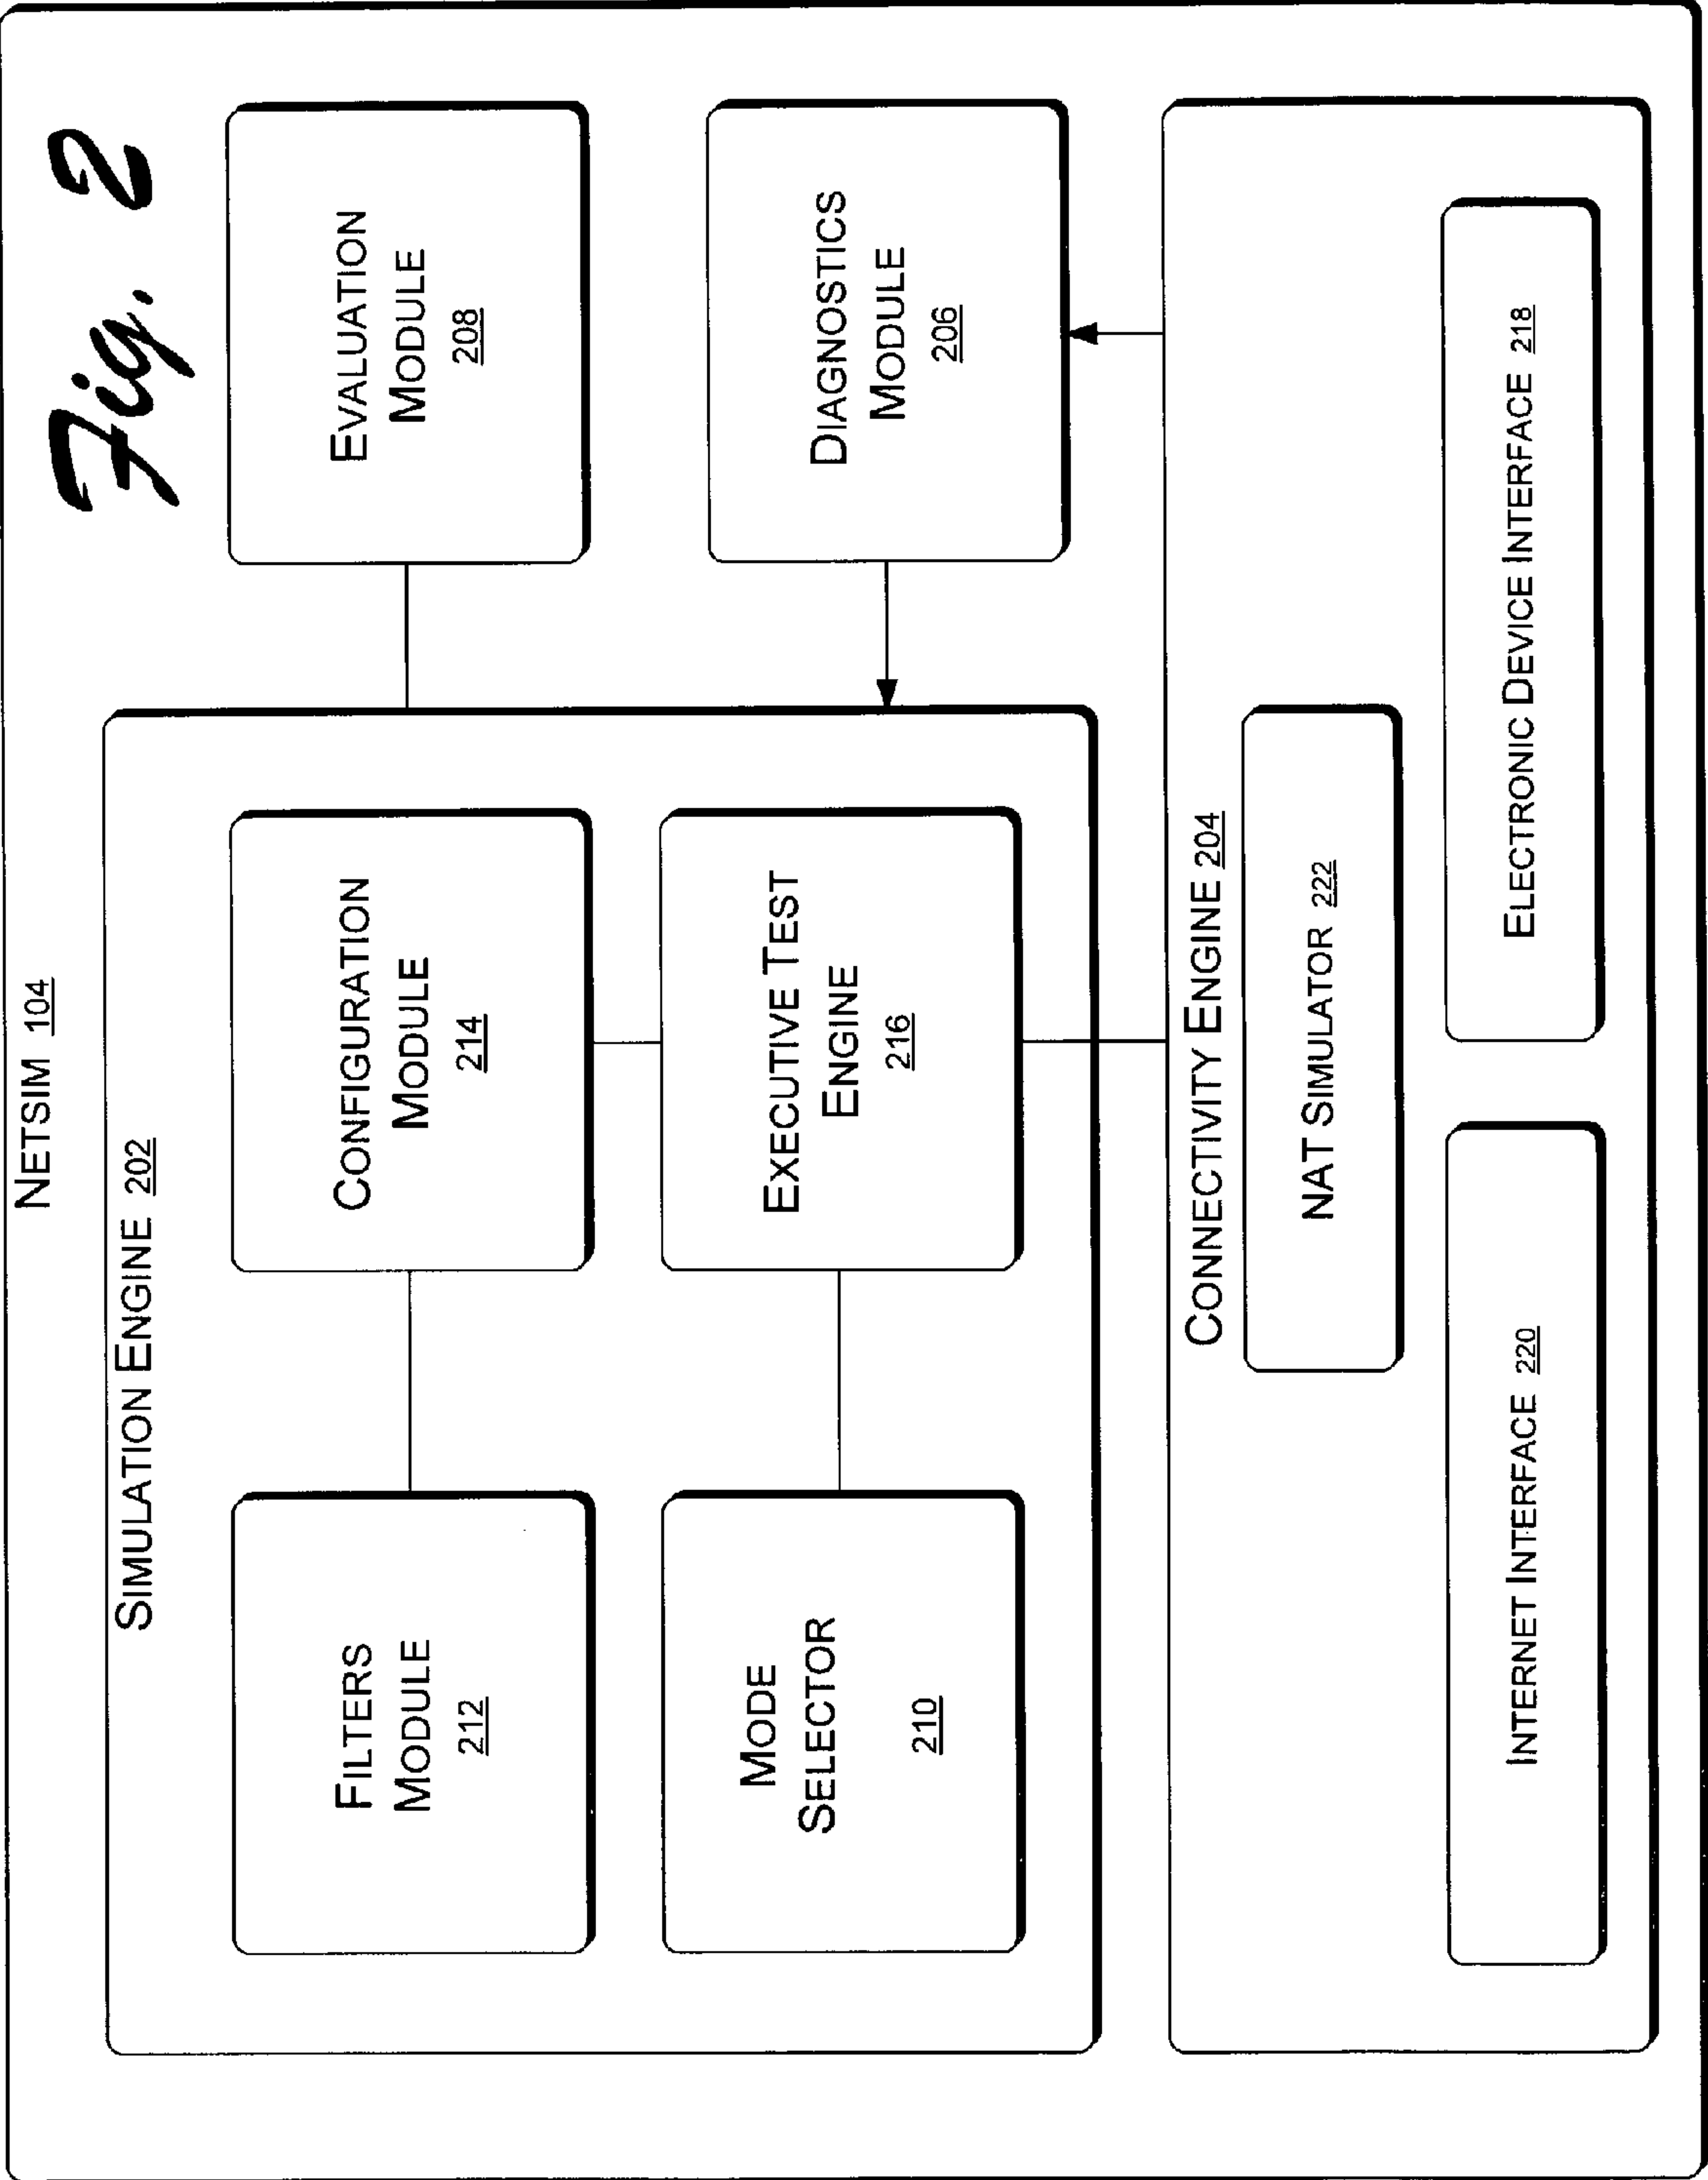 NETSIM 104
Fig. 2
SIMULATION ENGINE 202
FILTERS
MODULE
212
CONFIGURATION
MODULE
214
EVALUATION
MODULE
208
MODE
SELECTOR
210
EXECUTIVE TEST
ENGINE
216
DIAGNOSTICS
MODULE
206
CONNECTIVITY ENGINE 204
NAT SIMULATOR 222
INTERNET INTERFACE 220
ELECTRONIC DEVICE INTERFACE 218